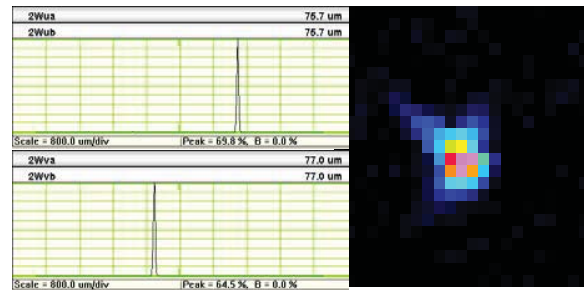 2Wua 75.7 um
2Wub 75.7 um
Scale = 800.0 um/div Peak = 69.8 %, B = 0.0 %
2Wva 77.0 um
2Wvb 77.0 um
Scale = 800.0 um/div Peak = 64.5 %, B = 0.0 %